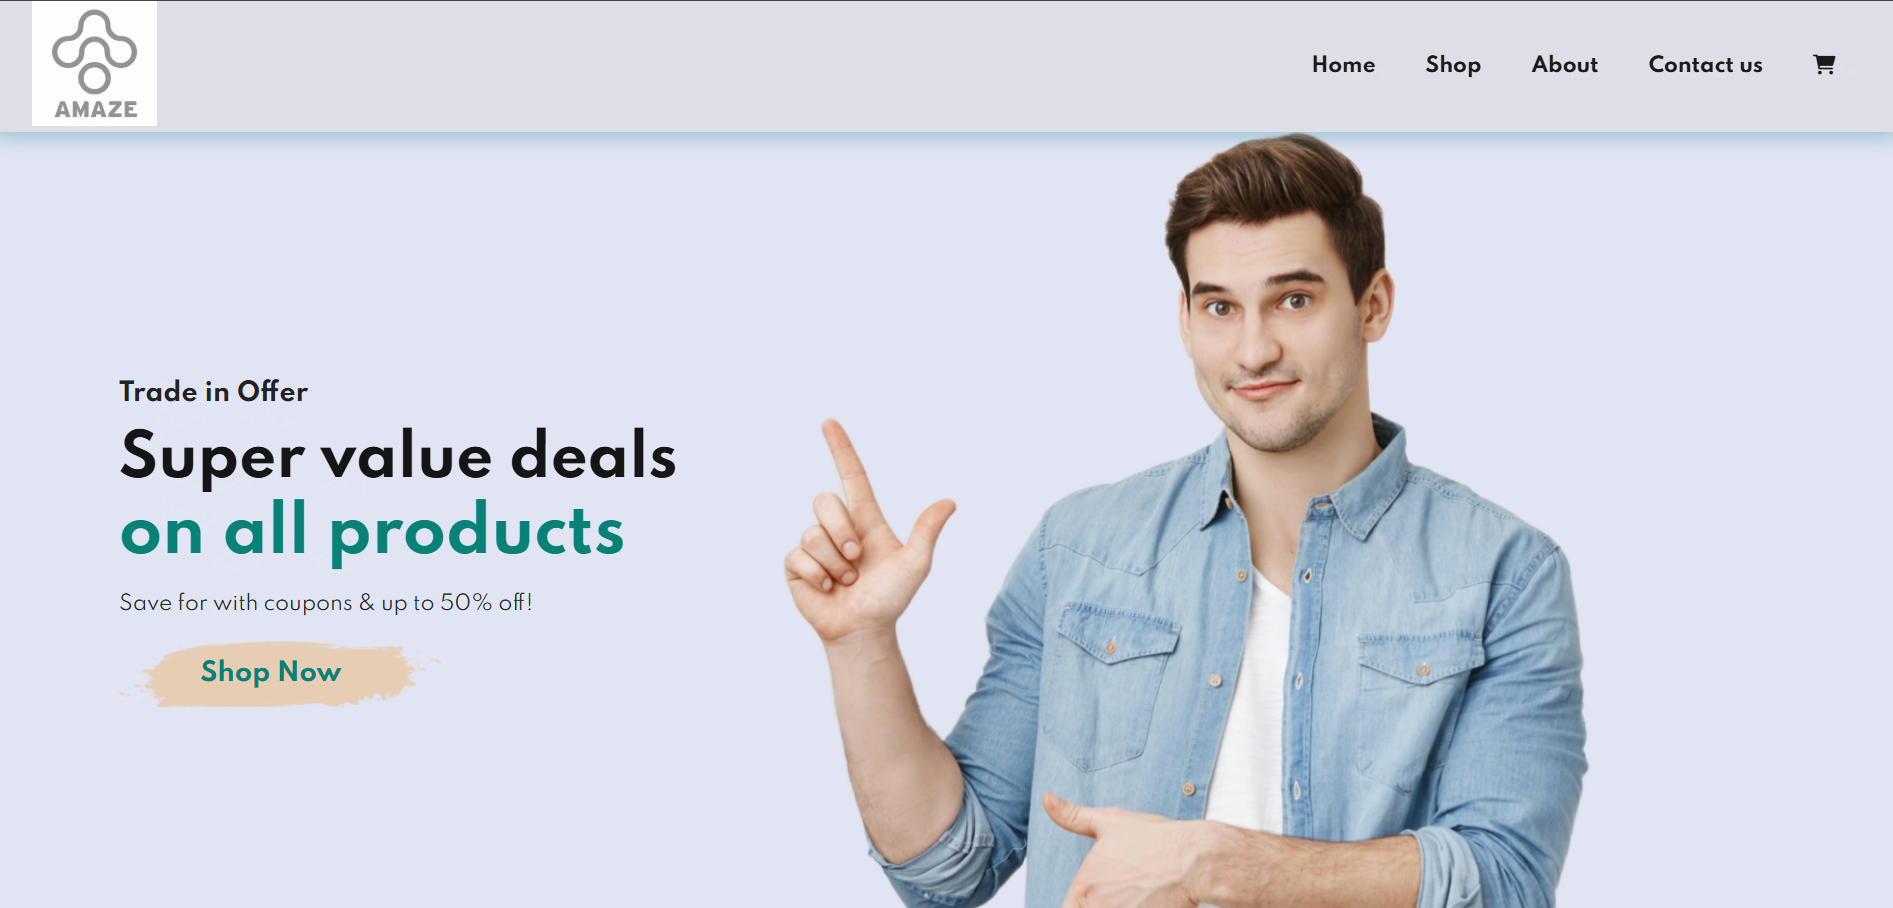 AMAZE
Home Shop About Contact us
Trade in Offer
Super value deals
on all products
Save for with coupons & up to 50% off!
Shop Now